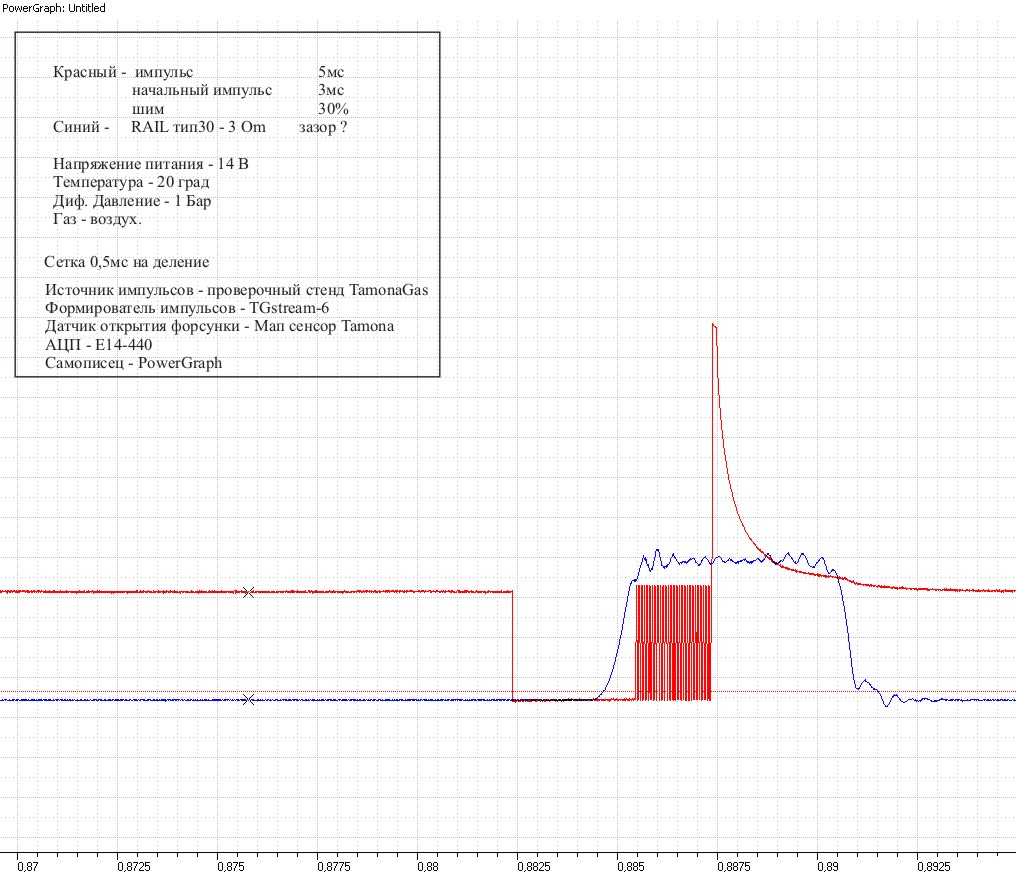 PowerGraph: Untitled
Красный - импульс 5мс
начальный импульс 3мс
шим 30%
Синий - RAIL тип30 - 3 Om зазор ?
Напряжение питания - 14 В
Температура - 20 град
Диф. Давление - 1 Бар
Газ - воздух.
Сетка 0,5мс на деление
Источник импульсов - проверочный стенд TamonaGas
Формирователь импульсов - TGstream-6
Датчик открытия форсунки - Мап сенсор Tamona
АЦП - E14-440
Самописец - PowerGraph
0,87 0,8725 0,875 0,8775 0,88 0,8825 0,885 0,8875 0,89 0,8925